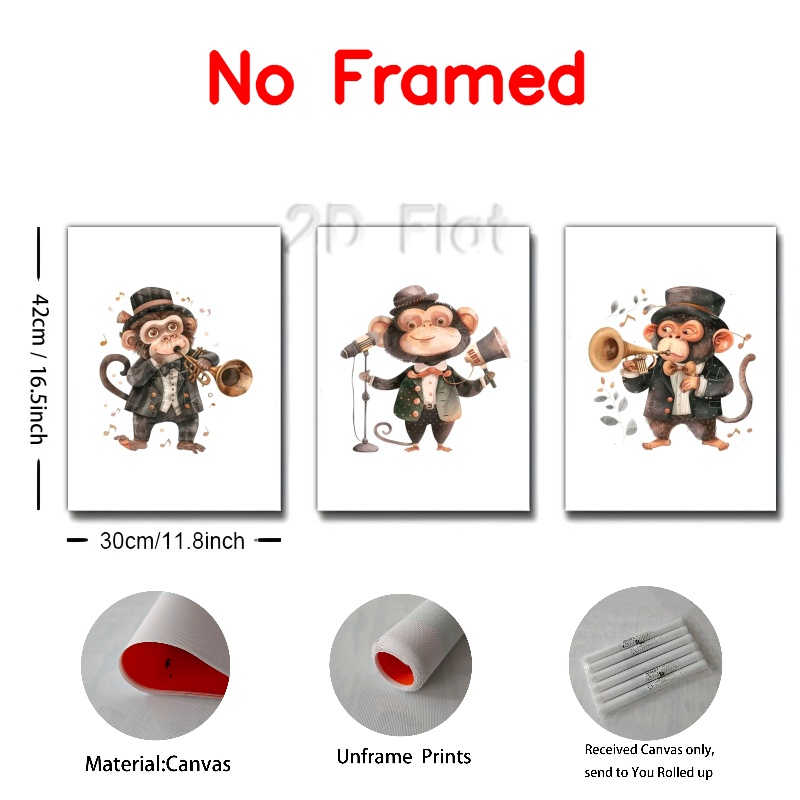 No Framed
2D Flat
42cm / 16.5inch
30cm/11.8inch
Material:Canvas
Unframe Prints
Received Canvas only,
send to You Rolled up